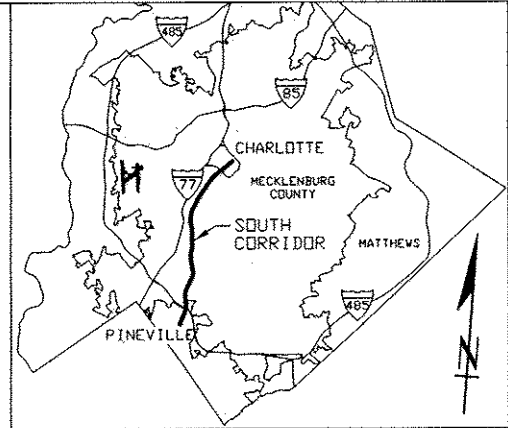 485
85
CHARLOTTE
77
MECKLENBURG
COUNTY
SOUTH
CORRIDOR
MATTHEWS
485
PINEVILLE
N